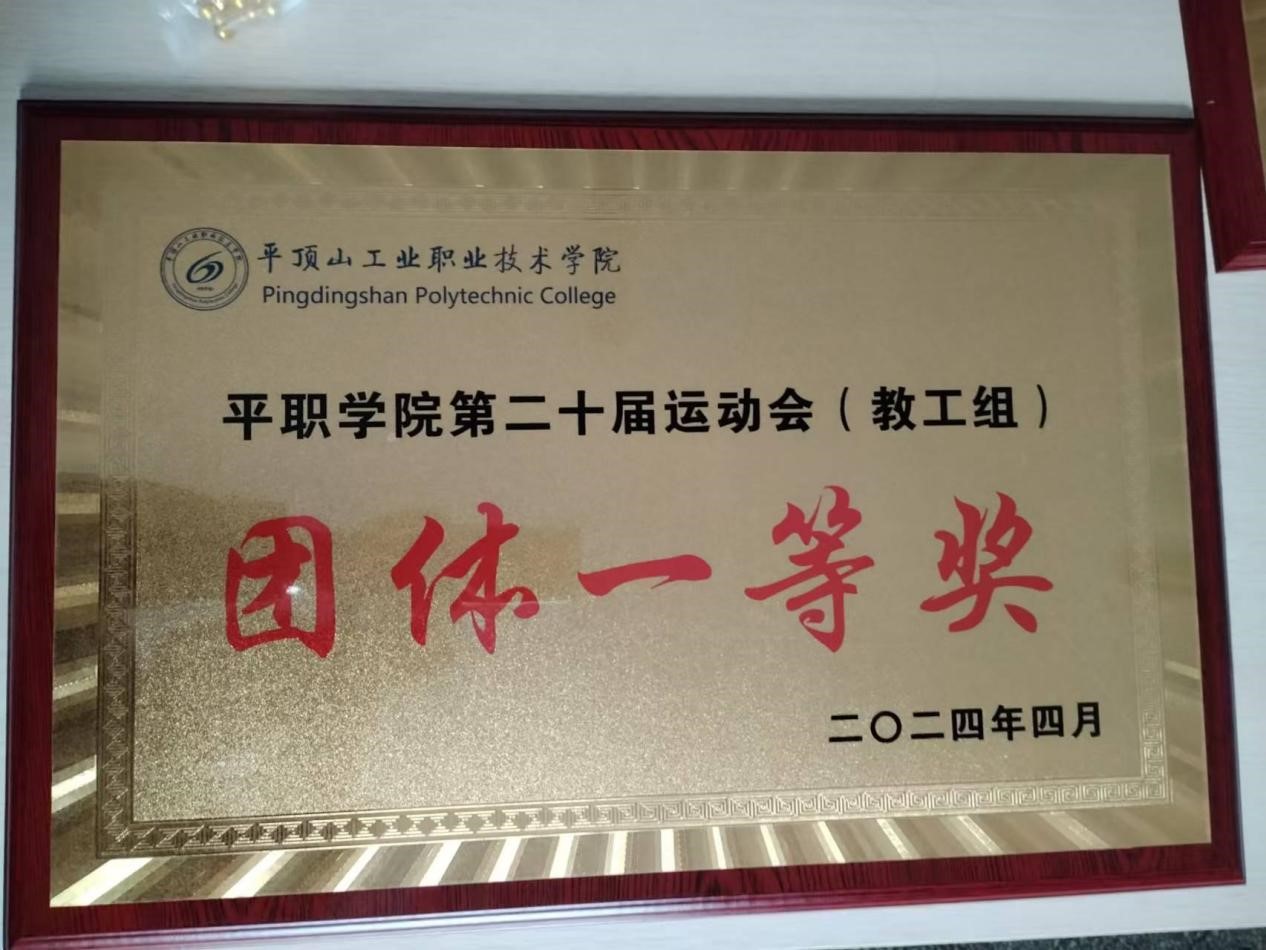 平顶山工业职业技术学院
Pingdingshan Polytechnic College
平职学院第二十届运动会（教工组）
团体一等奖
二〇二四年四月